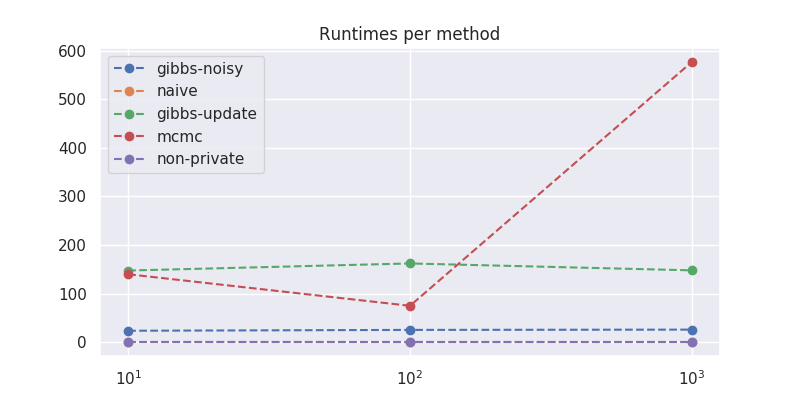 Runtimes per method
600
500
400
300
200
100
0
gibbs-noisy
naive
gibbs-update
mcmc
non-private
10¹
10²
10³